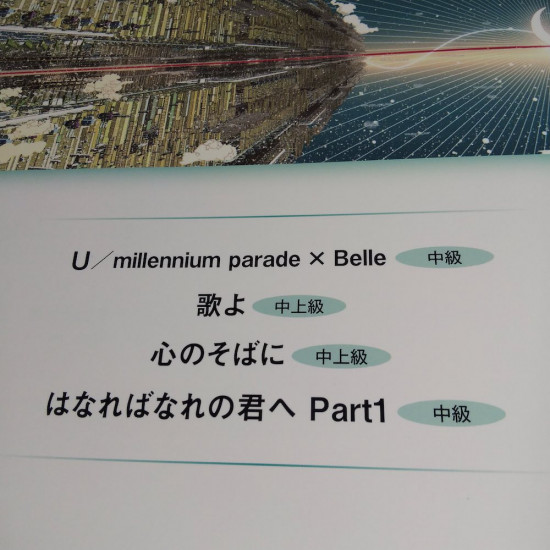 U／millennium parade × Belle 中級
歌よ 中上級
心のそばに 中上級
はなればなれの君へ Part1 中級